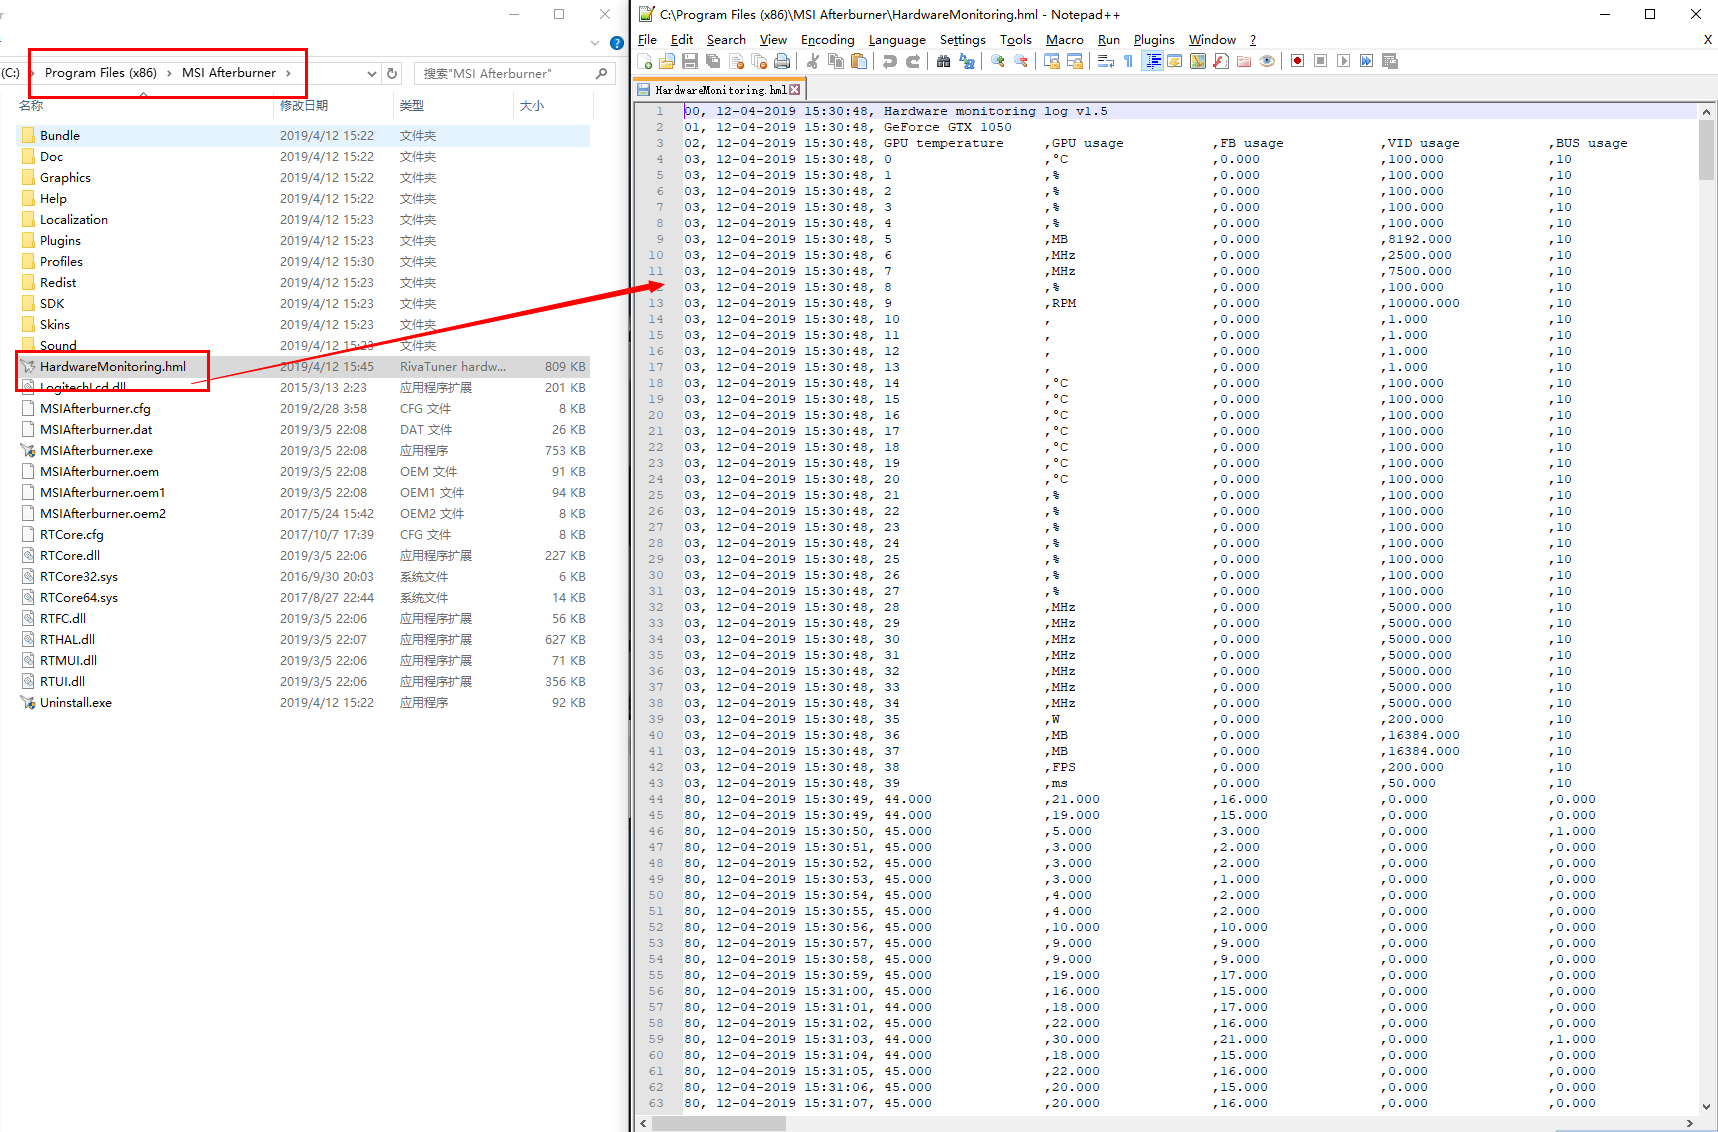 (C:) › Program Files (x86) › MSI Afterburner ›
搜索"MSI Afterburner"
名称 修改日期 类型 大小
Bundle 2019/4/12 15:22 文件夹
Doc 2019/4/12 15:22 文件夹
Graphics 2019/4/12 15:22 文件夹
Help 2019/4/12 15:22 文件夹
Localization 2019/4/12 15:23 文件夹
Plugins 2019/4/12 15:23 文件夹
Profiles 2019/4/12 15:30 文件夹
Redist 2019/4/12 15:23 文件夹
SDK 2019/4/12 15:23 文件夹
Skins 2019/4/12 15:23 文件夹
Sound 2019/4/12 15:23 文件夹
HardwareMonitoring.hml 2019/4/12 15:45 RivaTuner hardw... 809 KB
LogitechLcd.dll 2015/3/13 2:23 应用程序扩展 201 KB
MSIAfterburner.cfg 2019/2/28 3:58 CFG 文件 8 KB
MSIAfterburner.dat 2019/3/5 22:08 DAT 文件 26 KB
MSIAfterburner.exe 2019/3/5 22:08 应用程序 753 KB
MSIAfterburner.oem 2019/3/5 22:08 OEM 文件 91 KB
MSIAfterburner.oem1 2019/3/5 22:08 OEM1 文件 94 KB
MSIAfterburner.oem2 2017/5/24 15:42 OEM2 文件 8 KB
RTCore.cfg 2017/10/7 17:39 CFG 文件 8 KB
RTCore.dll 2019/3/5 22:06 应用程序扩展 227 KB
RTCore32.sys 2016/9/30 20:03 系统文件 6 KB
RTCore64.sys 2017/8/27 22:44 系统文件 14 KB
RTFC.dll 2019/3/5 22:06 应用程序扩展 56 KB
RTHAL.dll 2019/3/5 22:07 应用程序扩展 627 KB
RTMUI.dll 2019/3/5 22:06 应用程序扩展 71 KB
RTUI.dll 2019/3/5 22:06 应用程序扩展 356 KB
Uninstall.exe 2019/4/12 15:22 应用程序 92 KB
C:\Program Files (x86)\MSI Afterburner\HardwareMonitoring.hml - Notepad++
File Edit Search View Encoding Language Settings Tools Macro Run Plugins Window ? X
HardwareMonitoring.hml
1 00, 12-04-2019 15:30:48, Hardware monitoring log v1.5
2 01, 12-04-2019 15:30:48, GeForce GTX 1050
3 02, 12-04-2019 15:30:48, GPU temperature ,GPU usage ,FB usage ,VID usage ,BUS usage
4 03, 12-04-2019 15:30:48, 0 ,°C ,0.000 ,100.000 ,10
5 03, 12-04-2019 15:30:48, 1 ,% ,0.000 ,100.000 ,10
6 03, 12-04-2019 15:30:48, 2 ,% ,0.000 ,100.000 ,10
7 03, 12-04-2019 15:30:48, 3 ,% ,0.000 ,100.000 ,10
8 03, 12-04-2019 15:30:48, 4 ,% ,0.000 ,100.000 ,10
9 03, 12-04-2019 15:30:48, 5 ,MB ,0.000 ,8192.000 ,10
10 03, 12-04-2019 15:30:48, 6 ,MHz ,0.000 ,2500.000 ,10
11 03, 12-04-2019 15:30:48, 7 ,MHz ,0.000 ,7500.000 ,10
03, 12-04-2019 15:30:48, 8 ,% ,0.000 ,100.000 ,10
13 03, 12-04-2019 15:30:48, 9 ,RPM ,0.000 ,10000.000 ,10
14 03, 12-04-2019 15:30:48, 10 , ,0.000 ,1.000 ,10
15 03, 12-04-2019 15:30:48, 11 , ,0.000 ,1.000 ,10
16 03, 12-04-2019 15:30:48, 12 , ,0.000 ,1.000 ,10
17 03, 12-04-2019 15:30:48, 13 , ,0.000 ,1.000 ,10
18 03, 12-04-2019 15:30:48, 14 ,°C ,0.000 ,100.000 ,10
19 03, 12-04-2019 15:30:48, 15 ,°C ,0.000 ,100.000 ,10
20 03, 12-04-2019 15:30:48, 16 ,°C ,0.000 ,100.000 ,10
21 03, 12-04-2019 15:30:48, 17 ,°C ,0.000 ,100.000 ,10
22 03, 12-04-2019 15:30:48, 18 ,°C ,0.000 ,100.000 ,10
23 03, 12-04-2019 15:30:48, 19 ,°C ,0.000 ,100.000 ,10
24 03, 12-04-2019 15:30:48, 20 ,°C ,0.000 ,100.000 ,10
25 03, 12-04-2019 15:30:48, 21 ,% ,0.000 ,100.000 ,10
26 03, 12-04-2019 15:30:48, 22 ,% ,0.000 ,100.000 ,10
27 03, 12-04-2019 15:30:48, 23 ,% ,0.000 ,100.000 ,10
28 03, 12-04-2019 15:30:48, 24 ,% ,0.000 ,100.000 ,10
29 03, 12-04-2019 15:30:48, 25 ,% ,0.000 ,100.000 ,10
30 03, 12-04-2019 15:30:48, 26 ,% ,0.000 ,100.000 ,10
31 03, 12-04-2019 15:30:48, 27 ,% ,0.000 ,100.000 ,10
32 03, 12-04-2019 15:30:48, 28 ,MHz ,0.000 ,5000.000 ,10
33 03, 12-04-2019 15:30:48, 29 ,MHz ,0.000 ,5000.000 ,10
34 03, 12-04-2019 15:30:48, 30 ,MHz ,0.000 ,5000.000 ,10
35 03, 12-04-2019 15:30:48, 31 ,MHz ,0.000 ,5000.000 ,10
36 03, 12-04-2019 15:30:48, 32 ,MHz ,0.000 ,5000.000 ,10
37 03, 12-04-2019 15:30:48, 33 ,MHz ,0.000 ,5000.000 ,10
38 03, 12-04-2019 15:30:48, 34 ,MHz ,0.000 ,5000.000 ,10
39 03, 12-04-2019 15:30:48, 35 ,W ,0.000 ,200.000 ,10
40 03, 12-04-2019 15:30:48, 36 ,MB ,0.000 ,16384.000 ,10
41 03, 12-04-2019 15:30:48, 37 ,MB ,0.000 ,16384.000 ,10
42 03, 12-04-2019 15:30:48, 38 ,FPS ,0.000 ,200.000 ,10
43 03, 12-04-2019 15:30:48, 39 ,ms ,0.000 ,50.000 ,10
44 80, 12-04-2019 15:30:49, 44.000 ,21.000 ,16.000 ,0.000 ,0.000
45 80, 12-04-2019 15:30:49, 44.000 ,19.000 ,15.000 ,0.000 ,0.000
46 80, 12-04-2019 15:30:50, 45.000 ,5.000 ,3.000 ,0.000 ,1.000
47 80, 12-04-2019 15:30:51, 45.000 ,3.000 ,2.000 ,0.000 ,0.000
48 80, 12-04-2019 15:30:52, 45.000 ,3.000 ,2.000 ,0.000 ,0.000
49 80, 12-04-2019 15:30:53, 45.000 ,3.000 ,1.000 ,0.000 ,0.000
50 80, 12-04-2019 15:30:54, 45.000 ,4.000 ,2.000 ,0.000 ,0.000
51 80, 12-04-2019 15:30:55, 45.000 ,4.000 ,2.000 ,0.000 ,0.000
52 80, 12-04-2019 15:30:56, 45.000 ,10.000 ,10.000 ,0.000 ,0.000
53 80, 12-04-2019 15:30:57, 45.000 ,9.000 ,9.000 ,0.000 ,0.000
54 80, 12-04-2019 15:30:58, 45.000 ,9.000 ,9.000 ,0.000 ,0.000
55 80, 12-04-2019 15:30:59, 45.000 ,19.000 ,17.000 ,0.000 ,0.000
56 80, 12-04-2019 15:31:00, 45.000 ,16.000 ,15.000 ,0.000 ,0.000
57 80, 12-04-2019 15:31:01, 44.000 ,18.000 ,17.000 ,0.000 ,0.000
58 80, 12-04-2019 15:31:02, 45.000 ,22.000 ,16.000 ,0.000 ,0.000
59 80, 12-04-2019 15:31:03, 44.000 ,30.000 ,21.000 ,0.000 ,1.000
60 80, 12-04-2019 15:31:04, 44.000 ,18.000 ,15.000 ,0.000 ,0.000
61 80, 12-04-2019 15:31:05, 45.000 ,22.000 ,16.000 ,0.000 ,0.000
62 80, 12-04-2019 15:31:06, 45.000 ,20.000 ,15.000 ,0.000 ,0.000
63 80, 12-04-2019 15:31:07, 45.000 ,20.000 ,16.000 ,0.000 ,0.000